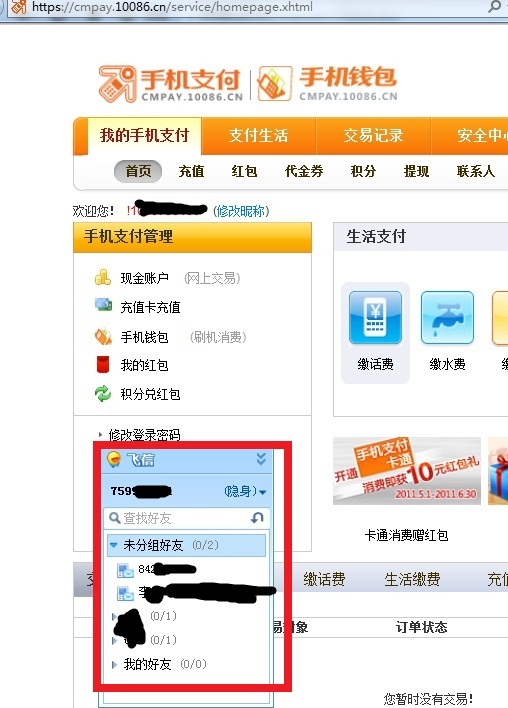 https://cmpay.10086.cn/service/homepage.xhtml
手机支付 手机钱包
CMPAY.10086.CN CMPAY.10086.CN
我的手机支付 支付生活 交易记录 安全中心
首页 充值 红包 代金券 积分 提现 联系人
欢迎您! (修改昵称)
手机支付管理
现金账户 (网上交易)
充值卡充值
手机钱包 (刷机消费)
我的红包
积分兑红包
修改登录密码
飞信
759 (隐身)
查找好友
未分组好友 (0/2)
842
李
(0/1)
(0/1)
我的好友 (0/0)
生活支付
缴话费 缴水费
手机支付
卡通
开通
消费即获10元红包礼
2011.5.1-2011.6.30
卡通消费赠红包
缴话费 生活缴费
易对象 订单状态
您暂时没有交易!